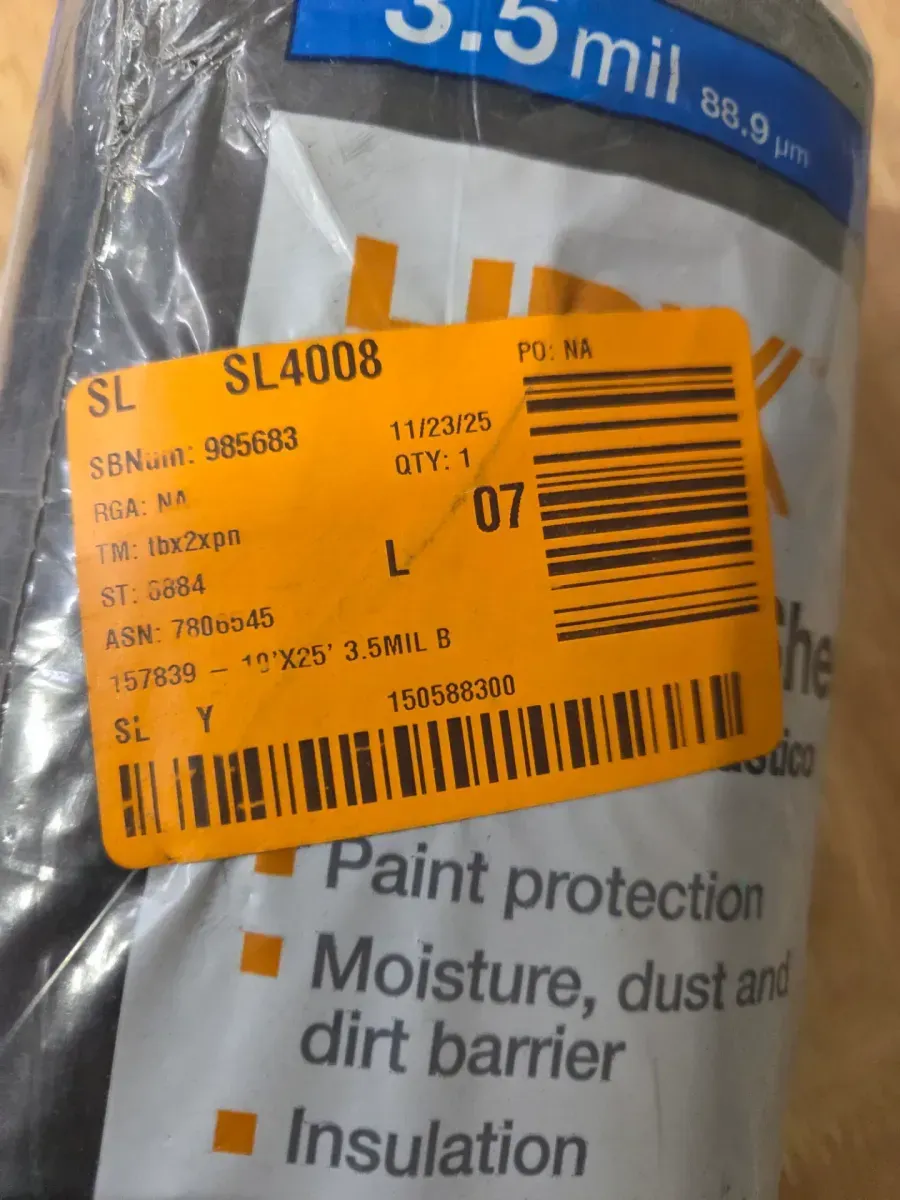 3.5 mil 88.9 µm
SL SL4008 PO: NA
SBNum: 985683 11/23/25
RGA: NA QTY: 1
TM: tbx2xpn L 07
ST: 6884
ASN: 7806545
157839 – 10'X25' 3.5MIL B
SL Y 150588300
Paint protection
Moisture, dust and
dirt barrier
Insulation